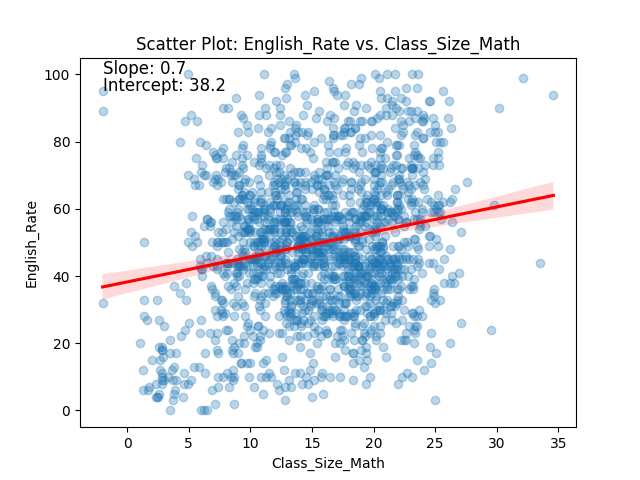 Scatter Plot: English_Rate vs. Class_Size_Math
Slope: 0.7
Intercept: 38.2
100
80
60
40
20
0
English_Rate
0 5 10 15 20 25 30 35
Class_Size_Math